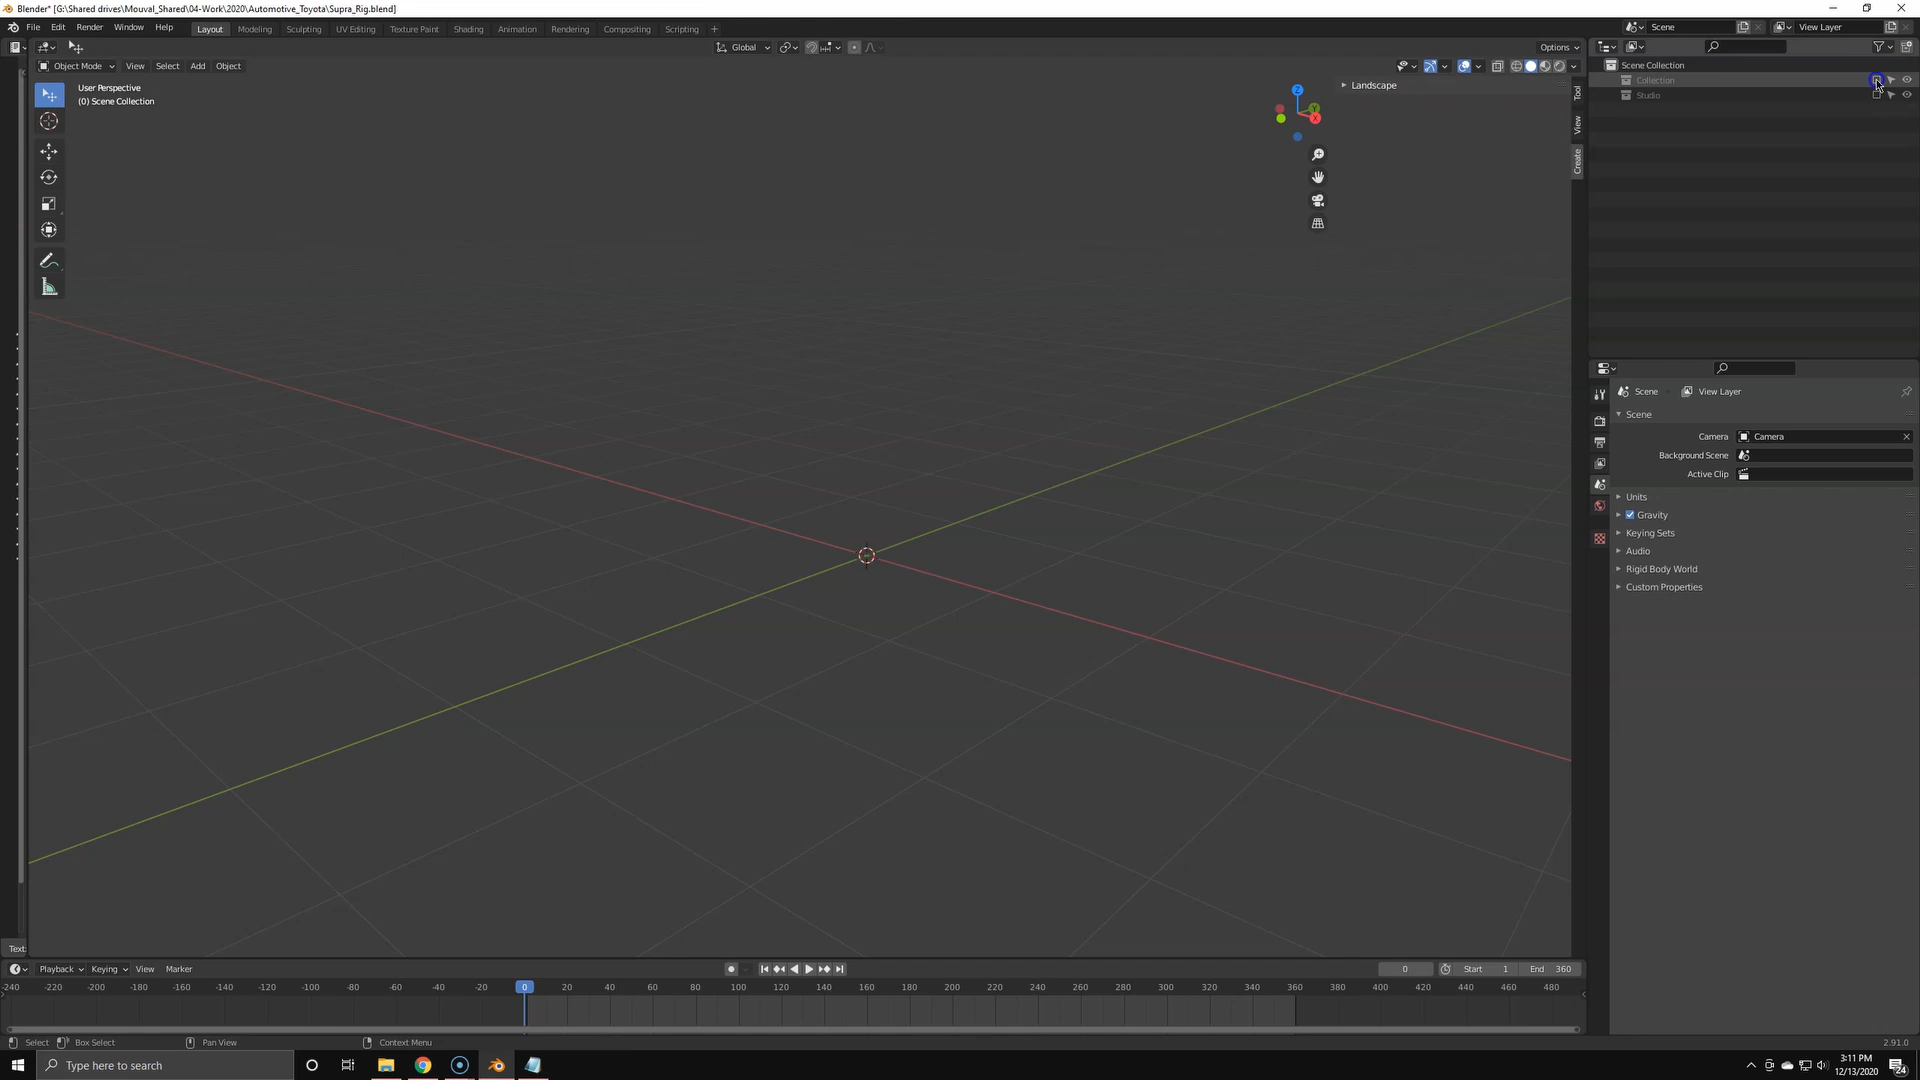 Blender* [G:\Shared drives\Mouval_Shared\04-Work\2020\Automotive_Toyota\Supra_Rig.blend]
File Edit Render Window Help Layout Modeling Sculpting UV Editing Texture Paint Shading Animation Rendering Compositing Scripting + Scene View Layer
Global Options
Object Mode View Select Add Object
User Perspective
(0) Scene Collection
Landscape
Z
Y
X
Tool
View
Create
Scene Collection
Collection
Studio
Scene View Layer
Scene
Camera Camera
Background Scene
Active Clip
Units
Gravity
Keying Sets
Audio
Rigid Body World
Custom Properties
Text
Playback Keying View Marker 0 Start 1 End 360
-240 -220 -200 -180 -160 -140 -120 -100 -80 -60 -40 -20 0 20 40 60 80 100 120 140 160 180 200 220 240 260 280 300 320 340 360 380 400 420 440 460 480
Select Box Select Pan View Context Menu 2.91.0
Type here to search
3:11 PM
12/13/2020
24